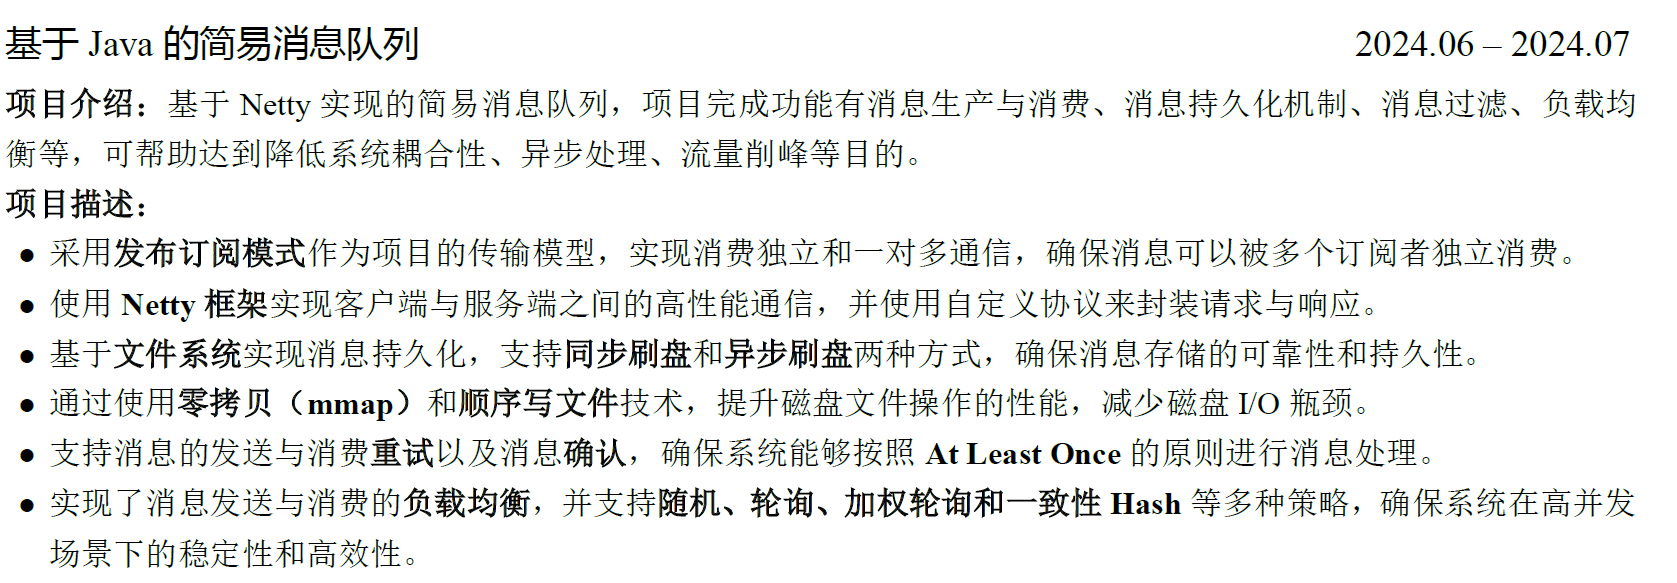 基于 Java 的简易消息队列 2024.06 – 2024.07
项目介绍：基于 Netty 实现的简易消息队列，项目完成功能有消息生产与消费、消息持久化机制、消息过滤、负载均
衡等，可帮助达到降低系统耦合性、异步处理、流量削峰等目的。
项目描述：
● 采用发布订阅模式作为项目的传输模型，实现消费独立和一对多通信，确保消息可以被多个订阅者独立消费。
● 使用 Netty 框架实现客户端与服务端之间的高性能通信，并使用自定义协议来封装请求与响应。
● 基于文件系统实现消息持久化，支持同步刷盘和异步刷盘两种方式，确保消息存储的可靠性和持久性。
● 通过使用零拷贝（mmap）和顺序写文件技术，提升磁盘文件操作的性能，减少磁盘 I/O 瓶颈。
● 支持消息的发送与消费重试以及消息确认，确保系统能够按照 At Least Once 的原则进行消息处理。
● 实现了消息发送与消费的负载均衡，并支持随机、轮询、加权轮询和一致性 Hash 等多种策略，确保系统在高并发
场景下的稳定性和高效性。